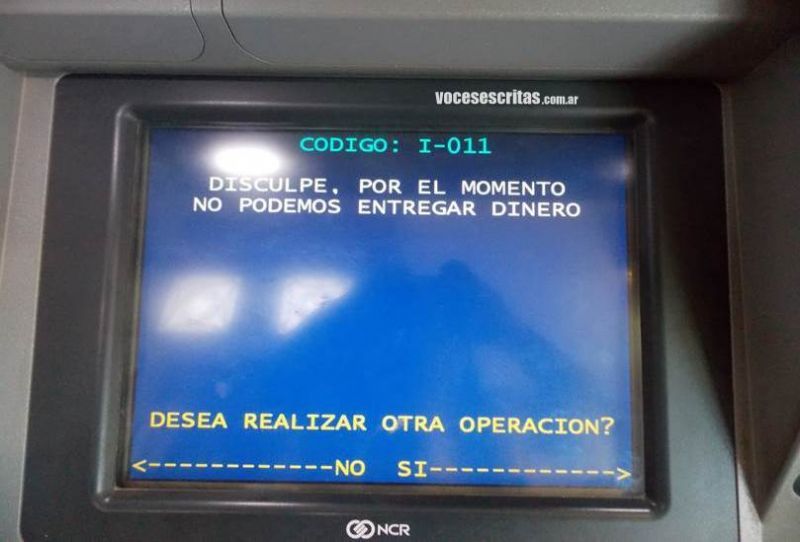 vocesescritas.com.ar
CODIGO: I-011
DISCULPE, POR EL MOMENTO
NO PODEMOS ENTREGAR DINERO
DESEA REALIZAR OTRA OPERACION?
<------------NO SI------------>
NCR